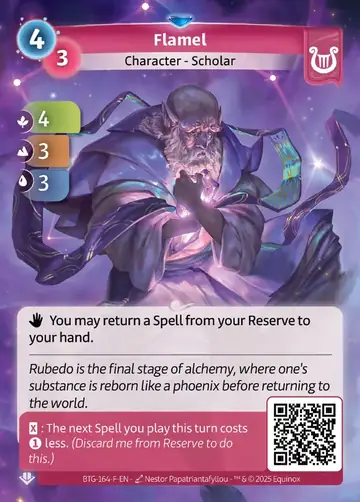 4
Flamel
3
Character - Scholar
4
3
3
You may return a Spell from your Reserve to
your hand.
Rubedo is the final stage of alchemy, where one's
substance is reborn like a phoenix before returning to
the world.
X : The next Spell you play this turn costs
1 less. (Discard me from Reserve to do
this.)
BTG-164-F-EN - Nestor Papatriantafyllou - ™ & © 2025 Equinox